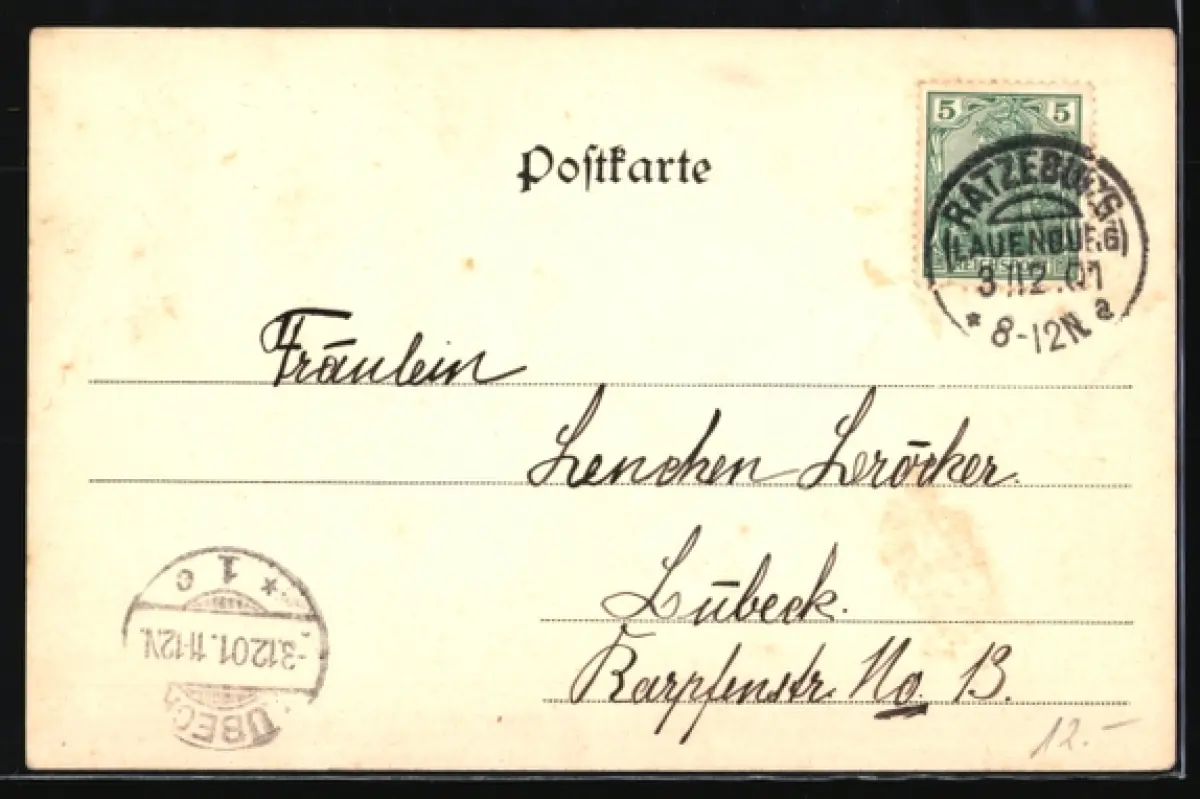 5 5
Postkarte
RATZEBURG
(LAUENBURG)
3.12.01
* 8-12N. a
Fräulein
Lenchen
Lübeck.
Karpfenstr. No. 13.
* 1 c
-3.12.01.11-12N.
LÜBECK
12.-